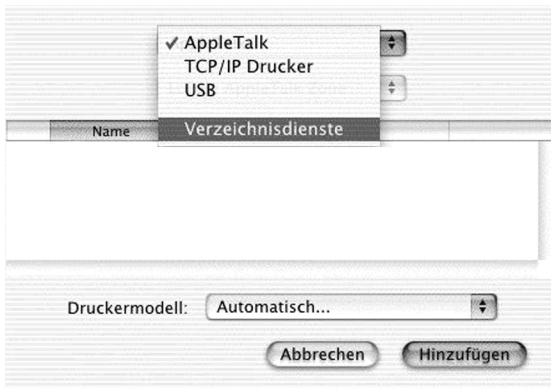 ✓ AppleTalk
TCP/IP Drucker
USB
Verzeichnisdienste
Name
Druckermodell: Automatisch...
Abbrechen Hinzufügen